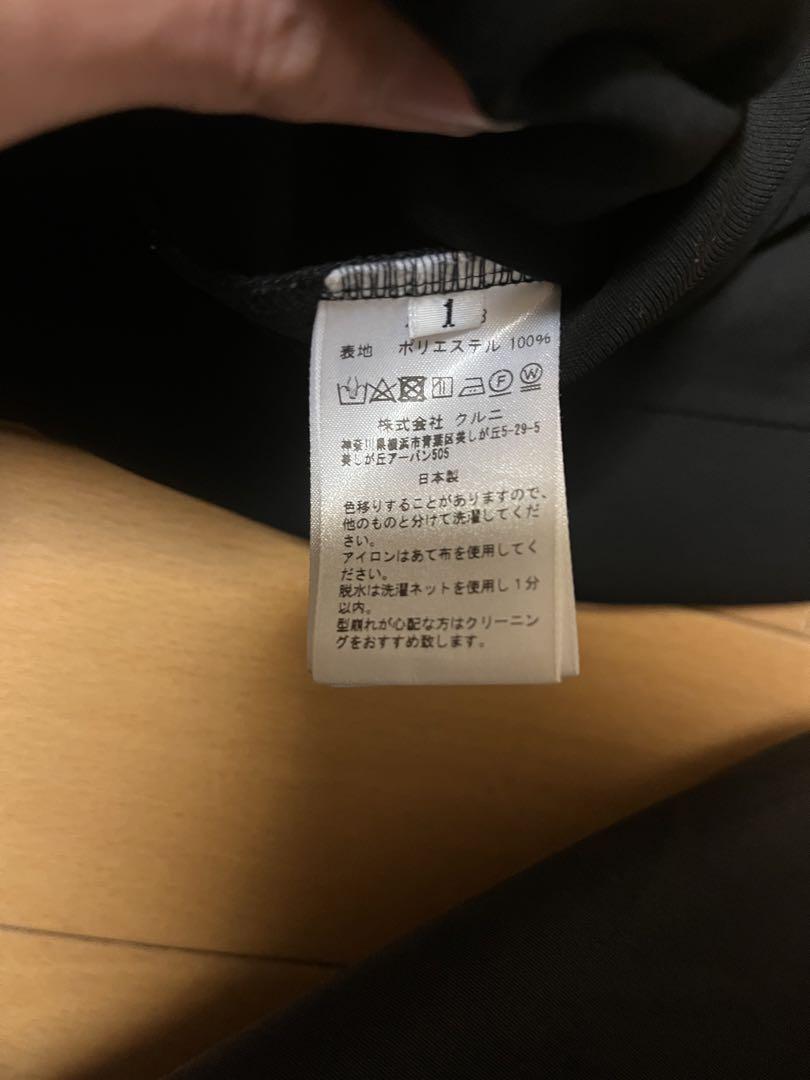 1
表地 ポリエステル 100%
F W
株式会社 クルニ
神奈川県横浜市青葉区美しが丘5-29-5
美しが丘アーバン505
日本製
色移りすることがありますので、
他のものと分けて洗濯してくだ
さい。
アイロンはあて布を使用してく
ださい。
脱水は洗濯ネットを使用し1分
以内。
型崩れが心配な方はクリーニン
グをおすすめ致します。